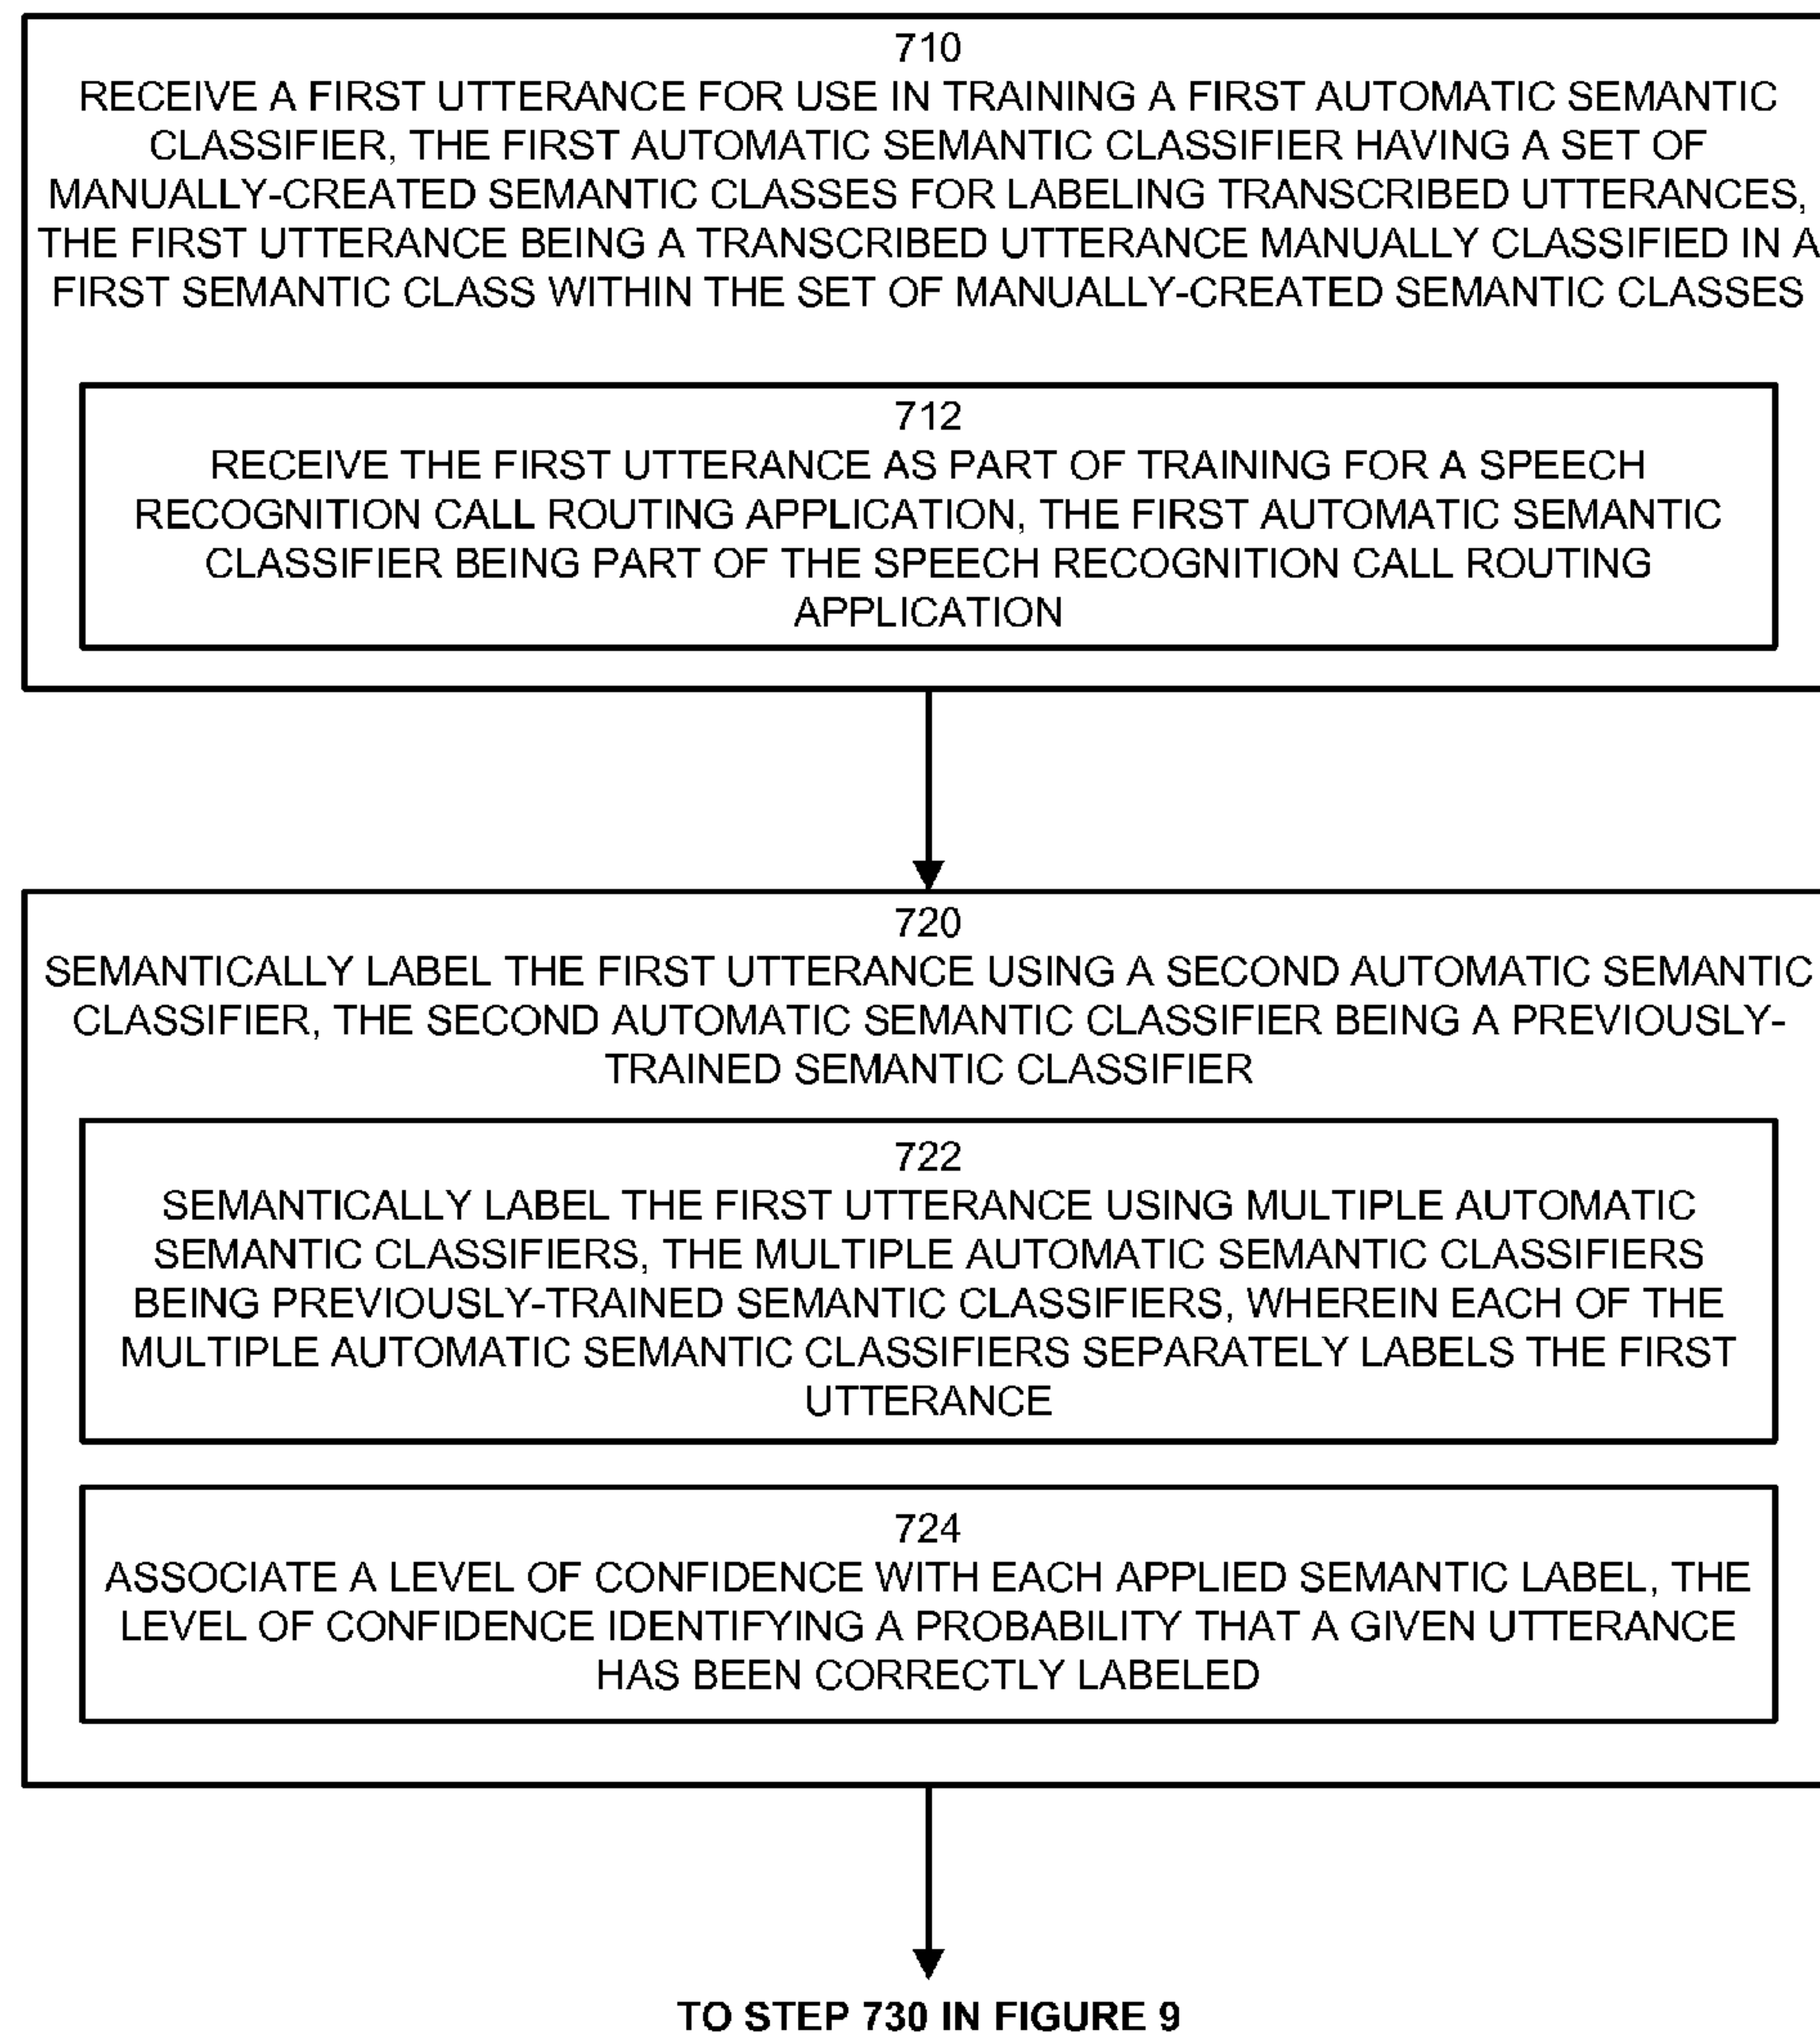 710
RECEIVE A FIRST UTTERANCE FOR USE IN TRAINING A FIRST AUTOMATIC SEMANTIC
CLASSIFIER, THE FIRST AUTOMATIC SEMANTIC CLASSIFIER HAVING A SET OF
MANUALLY-CREATED SEMANTIC CLASSES FOR LABELING TRANSCRIBED UTTERANCES,
THE FIRST UTTERANCE BEING A TRANSCRIBED UTTERANCE MANUALLY CLASSIFIED IN A
FIRST SEMANTIC CLASS WITHIN THE SET OF MANUALLY-CREATED SEMANTIC CLASSES
712
RECEIVE THE FIRST UTTERANCE AS PART OF TRAINING FOR A SPEECH
RECOGNITION CALL ROUTING APPLICATION, THE FIRST AUTOMATIC SEMANTIC
CLASSIFIER BEING PART OF THE SPEECH RECOGNITION CALL ROUTING
APPLICATION
720
SEMANTICALLY LABEL THE FIRST UTTERANCE USING A SECOND AUTOMATIC SEMANTIC
CLASSIFIER, THE SECOND AUTOMATIC SEMANTIC CLASSIFIER BEING A PREVIOUSLY-
TRAINED SEMANTIC CLASSIFIER
722
SEMANTICALLY LABEL THE FIRST UTTERANCE USING MULTIPLE AUTOMATIC
SEMANTIC CLASSIFIERS, THE MULTIPLE AUTOMATIC SEMANTIC CLASSIFIERS
BEING PREVIOUSLY-TRAINED SEMANTIC CLASSIFIERS, WHEREIN EACH OF THE
MULTIPLE AUTOMATIC SEMANTIC CLASSIFIERS SEPARATELY LABELS THE FIRST
UTTERANCE
724
ASSOCIATE A LEVEL OF CONFIDENCE WITH EACH APPLIED SEMANTIC LABEL, THE
LEVEL OF CONFIDENCE IDENTIFYING A PROBABILITY THAT A GIVEN UTTERANCE
HAS BEEN CORRECTLY LABELED
TO STEP 730 IN FIGURE 9